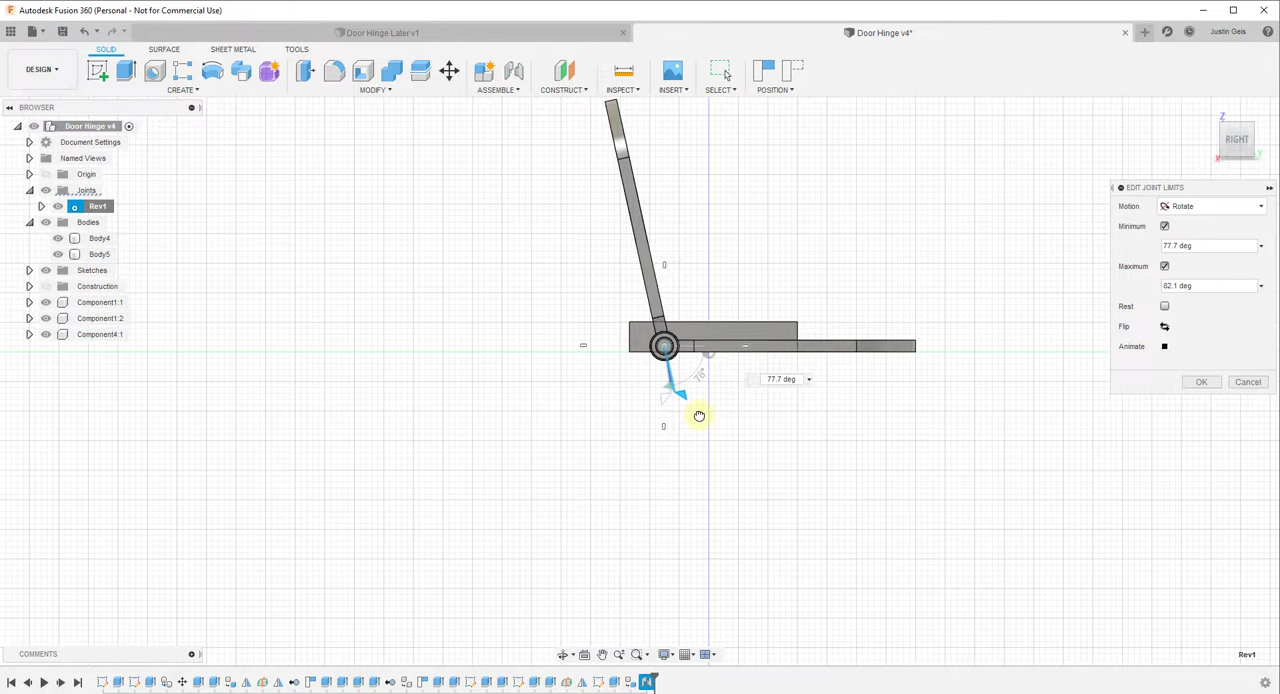 Autodesk Fusion 360 (Personal - Not for Commercial Use)
Door Hinge Later v1
Door Hinge v4*
Justin Geis
DESIGN
SOLID
SURFACE
SHEET METAL
TOOLS
CREATE
MODIFY
ASSEMBLE
CONSTRUCT
INSPECT
INSERT
SELECT
POSITION
BROWSER
Door Hinge v4
Document Settings
Named Views
Origin
Joints
Rev1
Bodies
Body4
Body5
Sketches
Construction
Component1:1
Component1:2
Component4:1
Z
RIGHT
X
Y
EDIT JOINT LIMITS
Motion
Rotate
Minimum
77.7 deg
Maximum
82.1 deg
Rest
Flip
Animate
OK
Cancel
78°
77.7 deg
COMMENTS
Rev1